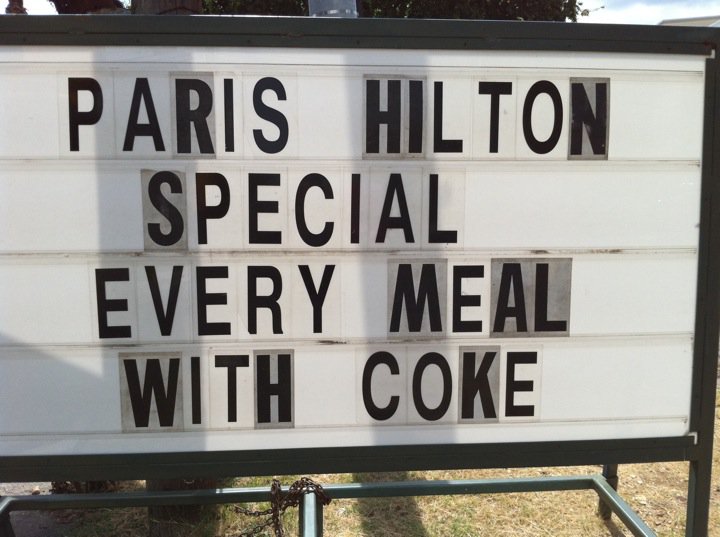 PARIS HILTON
SPECIAL
EVERY MEAL
WITH COKE